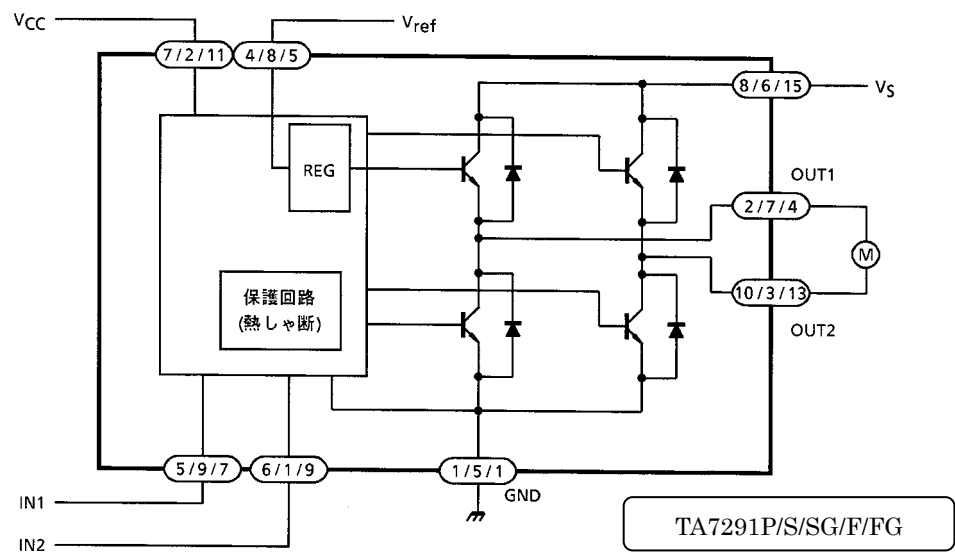 VCC
Vref
7/2/11
4/8/5
8/6/15
VS
REG
OUT1
2/7/4
M
保護回路
(熱しゃ断)
10/3/13
OUT2
5/9/7
6/1/9
1/5/1
GND
IN1
IN2
TA7291P/S/SG/F/FG